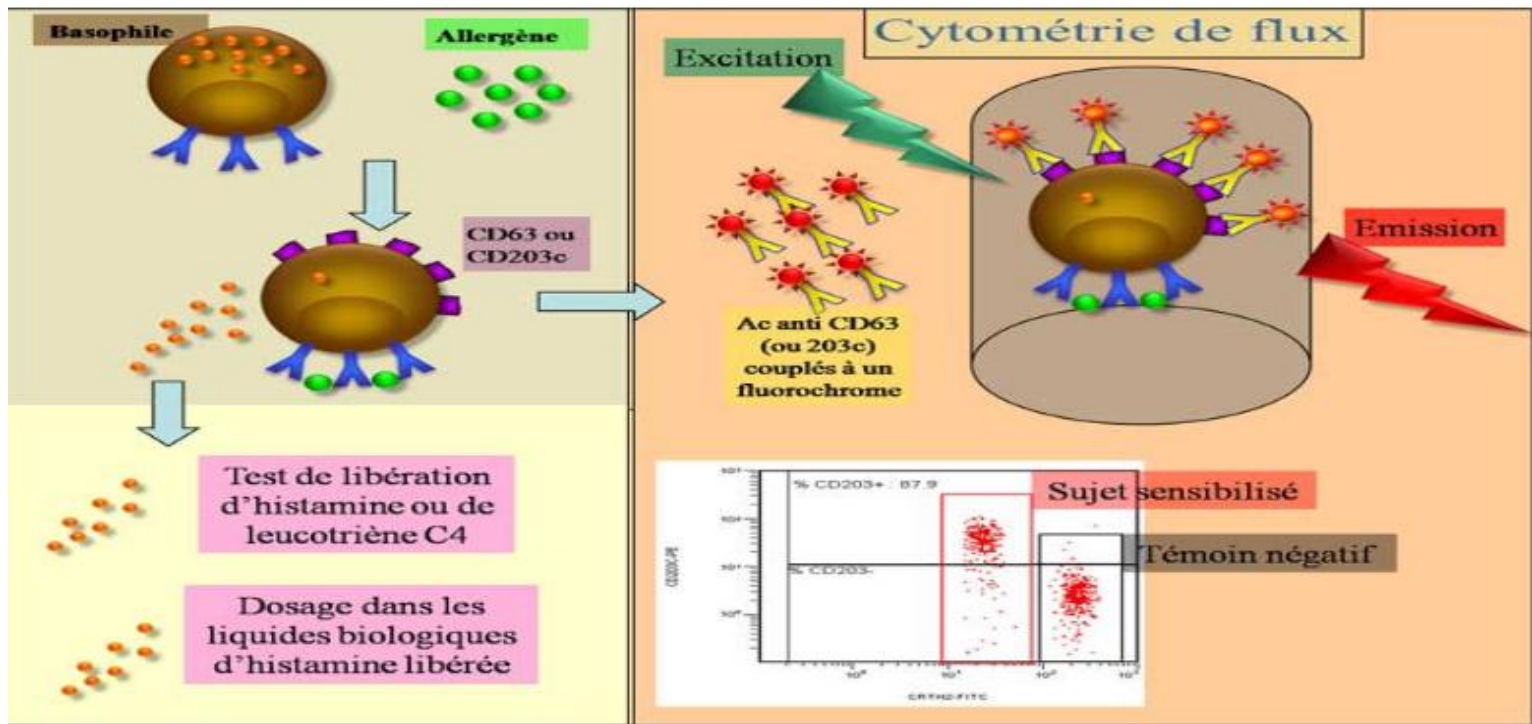 Basophile
Allergène
CD63 ou
CD203c
Test de libération
d'histamine ou de
leucotriène C4
Dosage dans les
liquides biologiques
d'histamine libérée
Cytométrie de flux
Excitation
Emission
Ac anti CD63
(ou 203c)
couplés à un
fluorochrome
% CD203+ : 87.9
Sujet sensibilisé
Témoin négatif
% CD203-
CRTH2-FITC